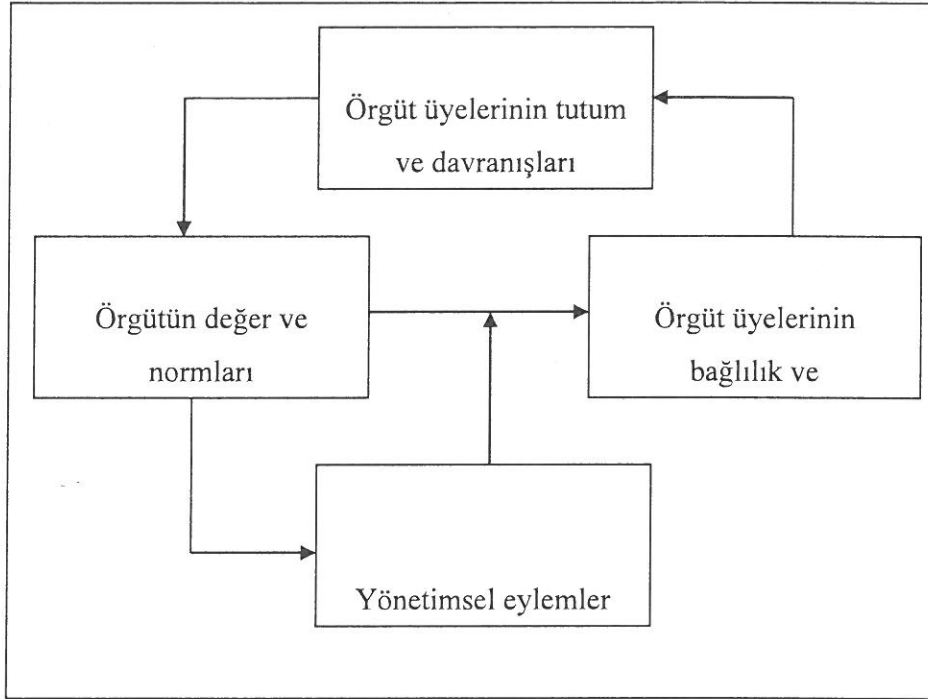 Örgüt üyelerinin tutum
ve davranışları
Örgütün değer ve
normları
Örgüt üyelerinin
bağlılık ve
Yönetimsel eylemler